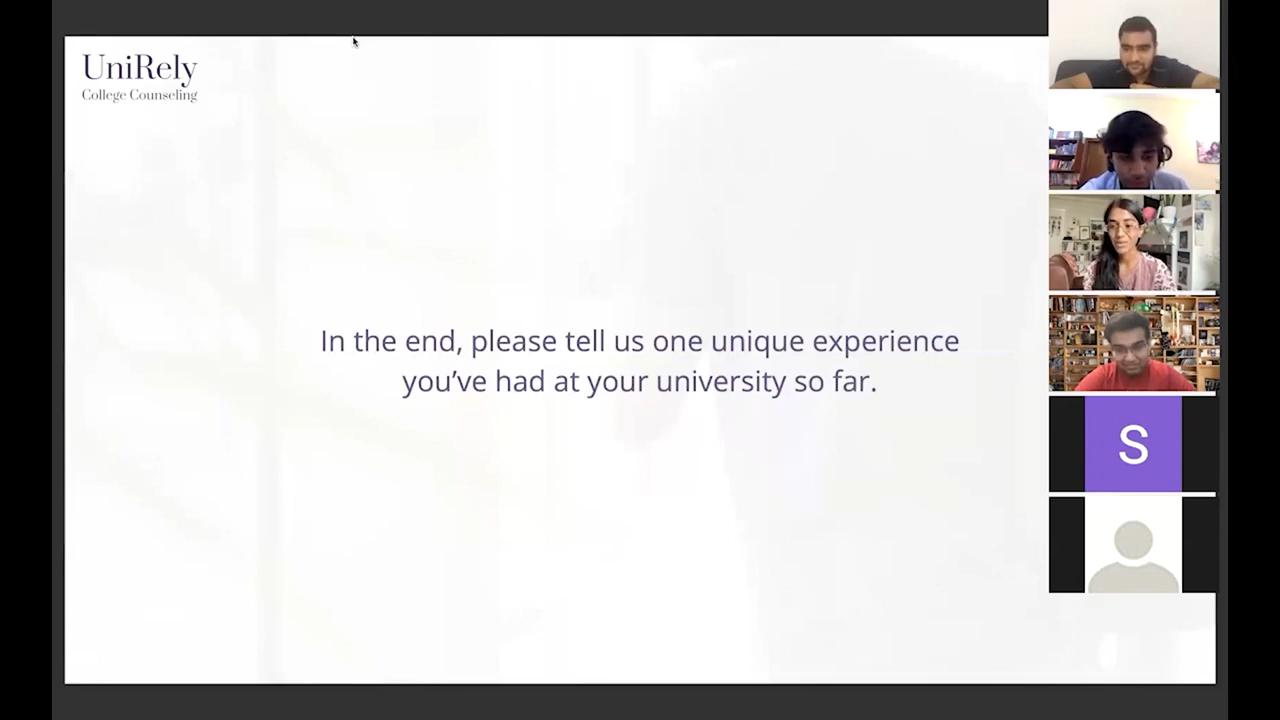 UniRely
College Counseling
In the end, please tell us one unique experience
you’ve had at your university so far.
S